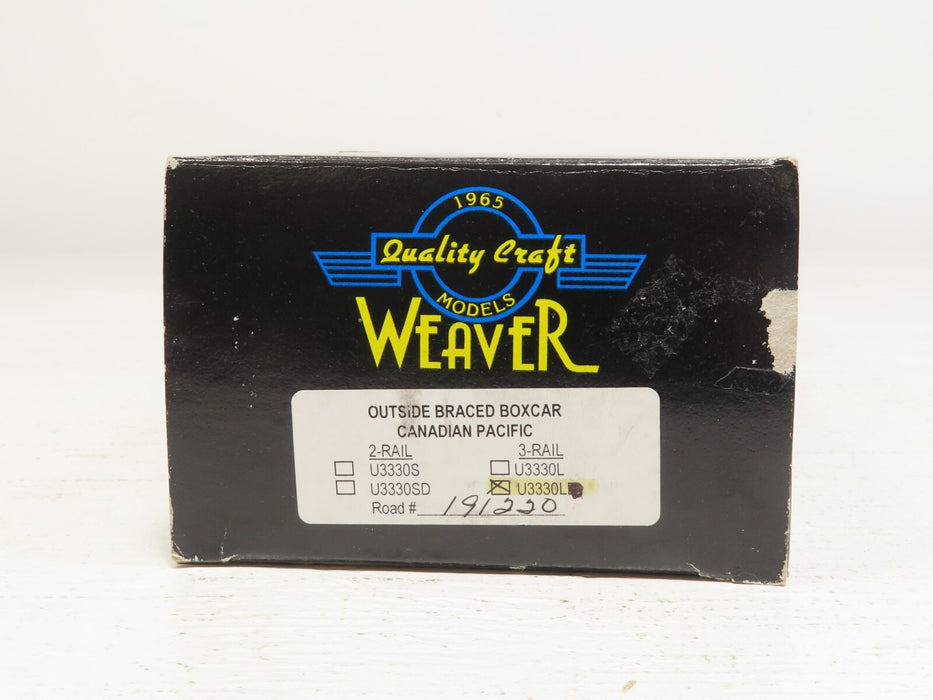 1965
Quality Craft
MODELS
WEAVER
OUTSIDE BRACED BOXCAR
CANADIAN PACIFIC
2-RAIL 3-RAIL
U3330S U3330L
U3330SD U3330L
Road # 191220